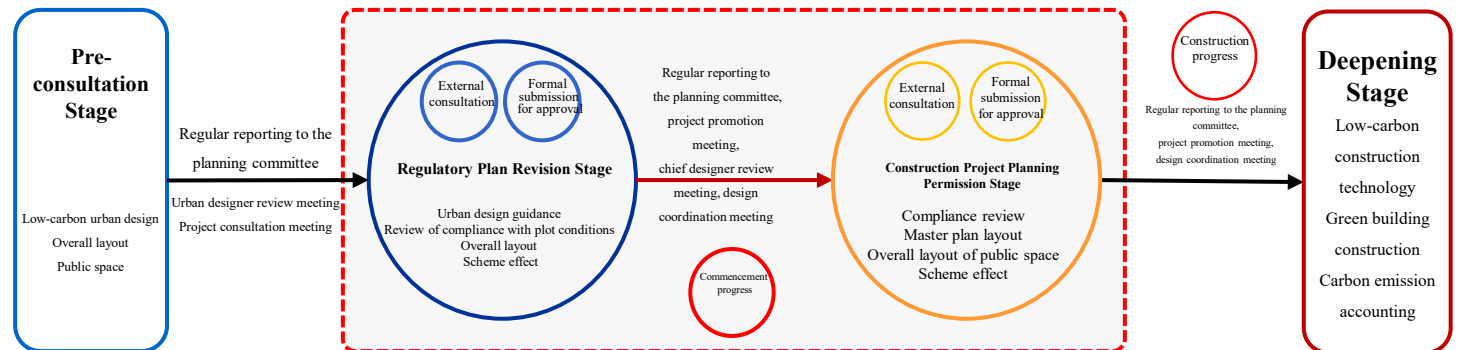 Pre-
consultation
Stage
Low-carbon urban design
Overall layout
Public space
Regular reporting to the
planning committee
Urban designer review meeting
Project consultation meeting
External
consultation
Formal
submission
for approval
Regulatory Plan Revision Stage
Urban design guidance
Review of compliance with plot conditions
Overall layout
Scheme effect
Regular reporting to
the planning committee,
project promotion
meeting,
chief designer review
meeting, design
coordination meeting
Commencement
progress
External
consultation
Formal
submission
for approval
Construction Project Planning
Permission Stage
Compliance review
Master plan layout
Overall layout of public space
Scheme effect
Construction
progress
Regular reporting to the planning
committee,
project promotion meeting,
design coordination meeting
Deepening
Stage
Low-carbon
construction
technology
Green building
construction
Carbon emission
accounting